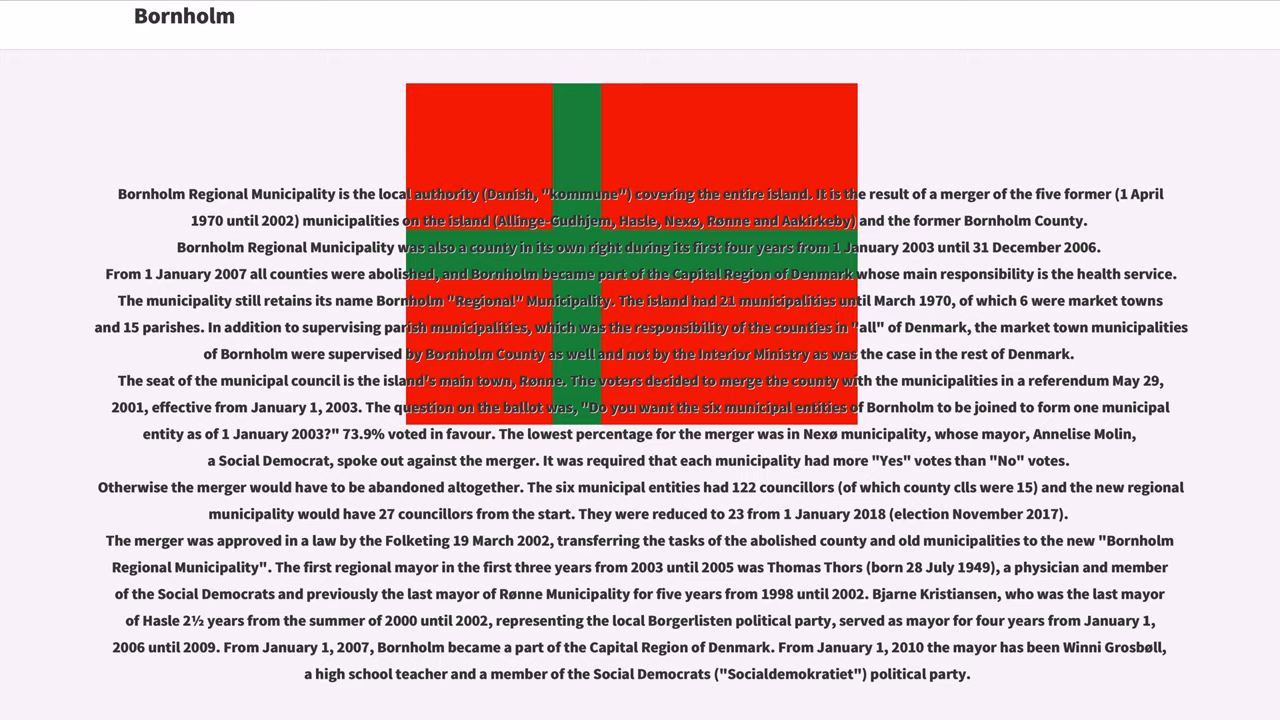 Bornholm
Bornholm Regional Municipality is the local authority (Danish, "kommune") covering the entire island. It is the result of a merger of the five former (1 April
1970 until 2002) municipalities on the island (Allinge-Gudhjem, Hasle, Nexø, Rønne and Aakirkeby) and the former Bornholm County.
Bornholm Regional Municipality was also a county in its own right during its first four years from 1 January 2003 until 31 December 2006.
From 1 January 2007 all counties were abolished, and Bornholm became part of the Capital Region of Denmark whose main responsibility is the health service.
The municipality still retains its name Bornholm "Regional" Municipality. The island had 21 municipalities until March 1970, of which 6 were market towns
and 15 parishes. In addition to supervising parish municipalities, which was the responsibility of the counties in "all" of Denmark, the market town municipalities
of Bornholm were supervised by Bornholm County as well and not by the Interior Ministry as was the case in the rest of Denmark.
The seat of the municipal council is the island's main town, Rønne. The voters decided to merge the county with the municipalities in a referendum May 29,
2001, effective from January 1, 2003. The question on the ballot was, "Do you want the six municipal entities of Bornholm to be joined to form one municipal
entity as of 1 January 2003?" 73.9% voted in favour. The lowest percentage for the merger was in Nexø municipality, whose mayor, Annelise Molin,
a Social Democrat, spoke out against the merger. It was required that each municipality had more "Yes" votes than "No" votes.
Otherwise the merger would have to be abandoned altogether. The six municipal entities had 122 councillors (of which county clls were 15) and the new regional
municipality would have 27 councillors from the start. They were reduced to 23 from 1 January 2018 (election November 2017).
The merger was approved in a law by the Folketing 19 March 2002, transferring the tasks of the abolished county and old municipalities to the new "Bornholm
Regional Municipality". The first regional mayor in the first three years from 2003 until 2005 was Thomas Thors (born 28 July 1949), a physician and member
of the Social Democrats and previously the last mayor of Rønne Municipality for five years from 1998 until 2002. Bjarne Kristiansen, who was the last mayor
of Hasle 2½ years from the summer of 2000 until 2002, representing the local Borgerlisten political party, served as mayor for four years from January 1,
2006 until 2009. From January 1, 2007, Bornholm became a part of the Capital Region of Denmark. From January 1, 2010 the mayor has been Winni Grosbøll,
a high school teacher and a member of the Social Democrats ("Socialdemokratiet") political party.